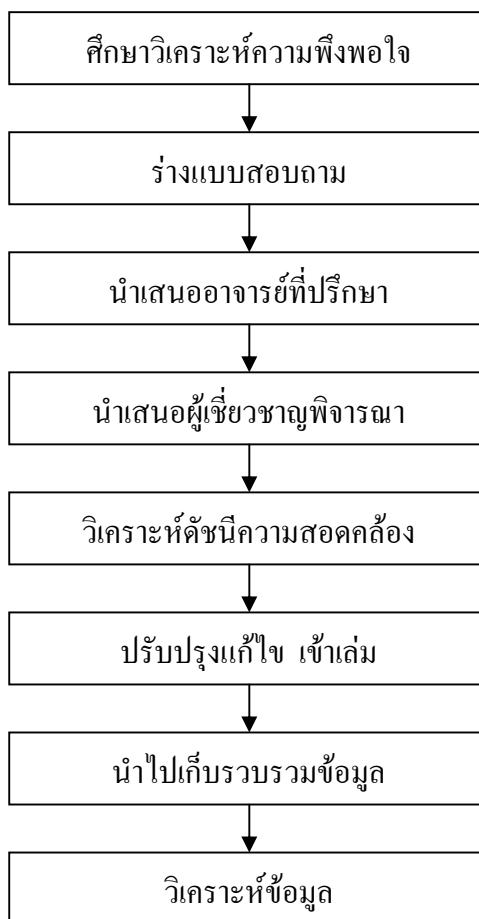 ศึกษาวิเคราะห์ความพึงพอใจ
ร่างแบบสอบถาม
นำเสนออาจารย์ที่ปรึกษา
นำเสนอผู้เชี่ยวชาญพิจารณา
วิเคราะห์ดัชนีความสอดคล้อง
ปรับปรุงแก้ไข เข้าเล่ม
นำไปเก็บรวบรวมข้อมูล
วิเคราะห์ข้อมูล